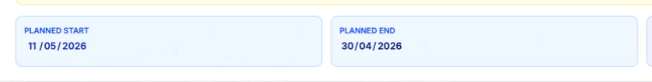 PLANNED START
11/05/2026
PLANNED END
30/04/2026